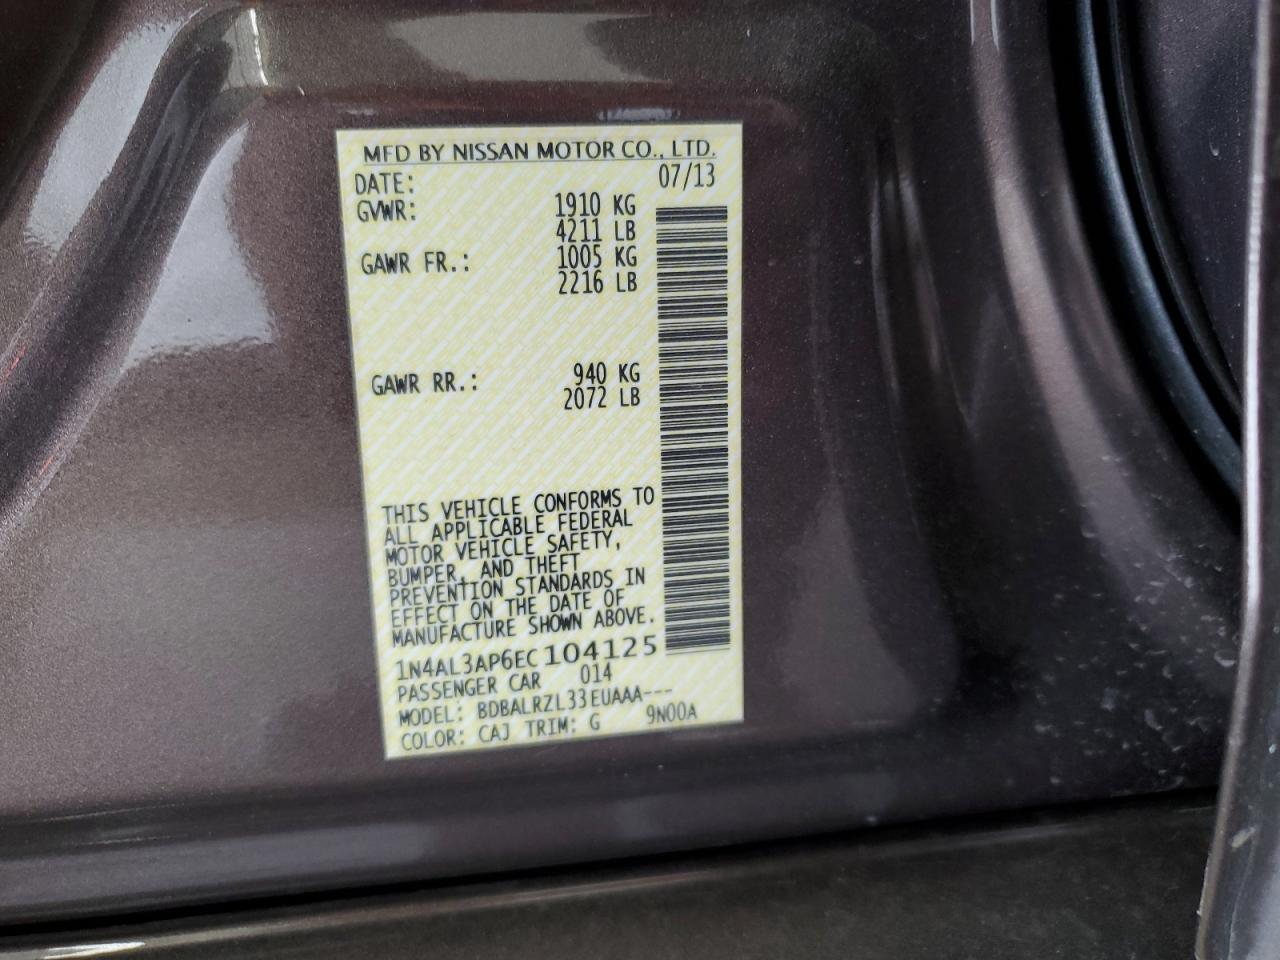 MFD BY NISSAN MOTOR CO., LTD.
DATE: 07/13
GVWR: 1910 KG
4211 LB
GAWR FR.: 1005 KG
2216 LB
GAWR RR.: 940 KG
2072 LB
THIS VEHICLE CONFORMS TO
ALL APPLICABLE FEDERAL
MOTOR VEHICLE SAFETY,
BUMPER, AND THEFT
PREVENTION STANDARDS IN
EFFECT ON THE DATE OF
MANUFACTURE SHOWN ABOVE.
1N4AL3AP6EC104125
PASSENGER CAR 014
MODEL: BDBALRZL33EUAAA---
COLOR: CAJ TRIM: G 9N00A